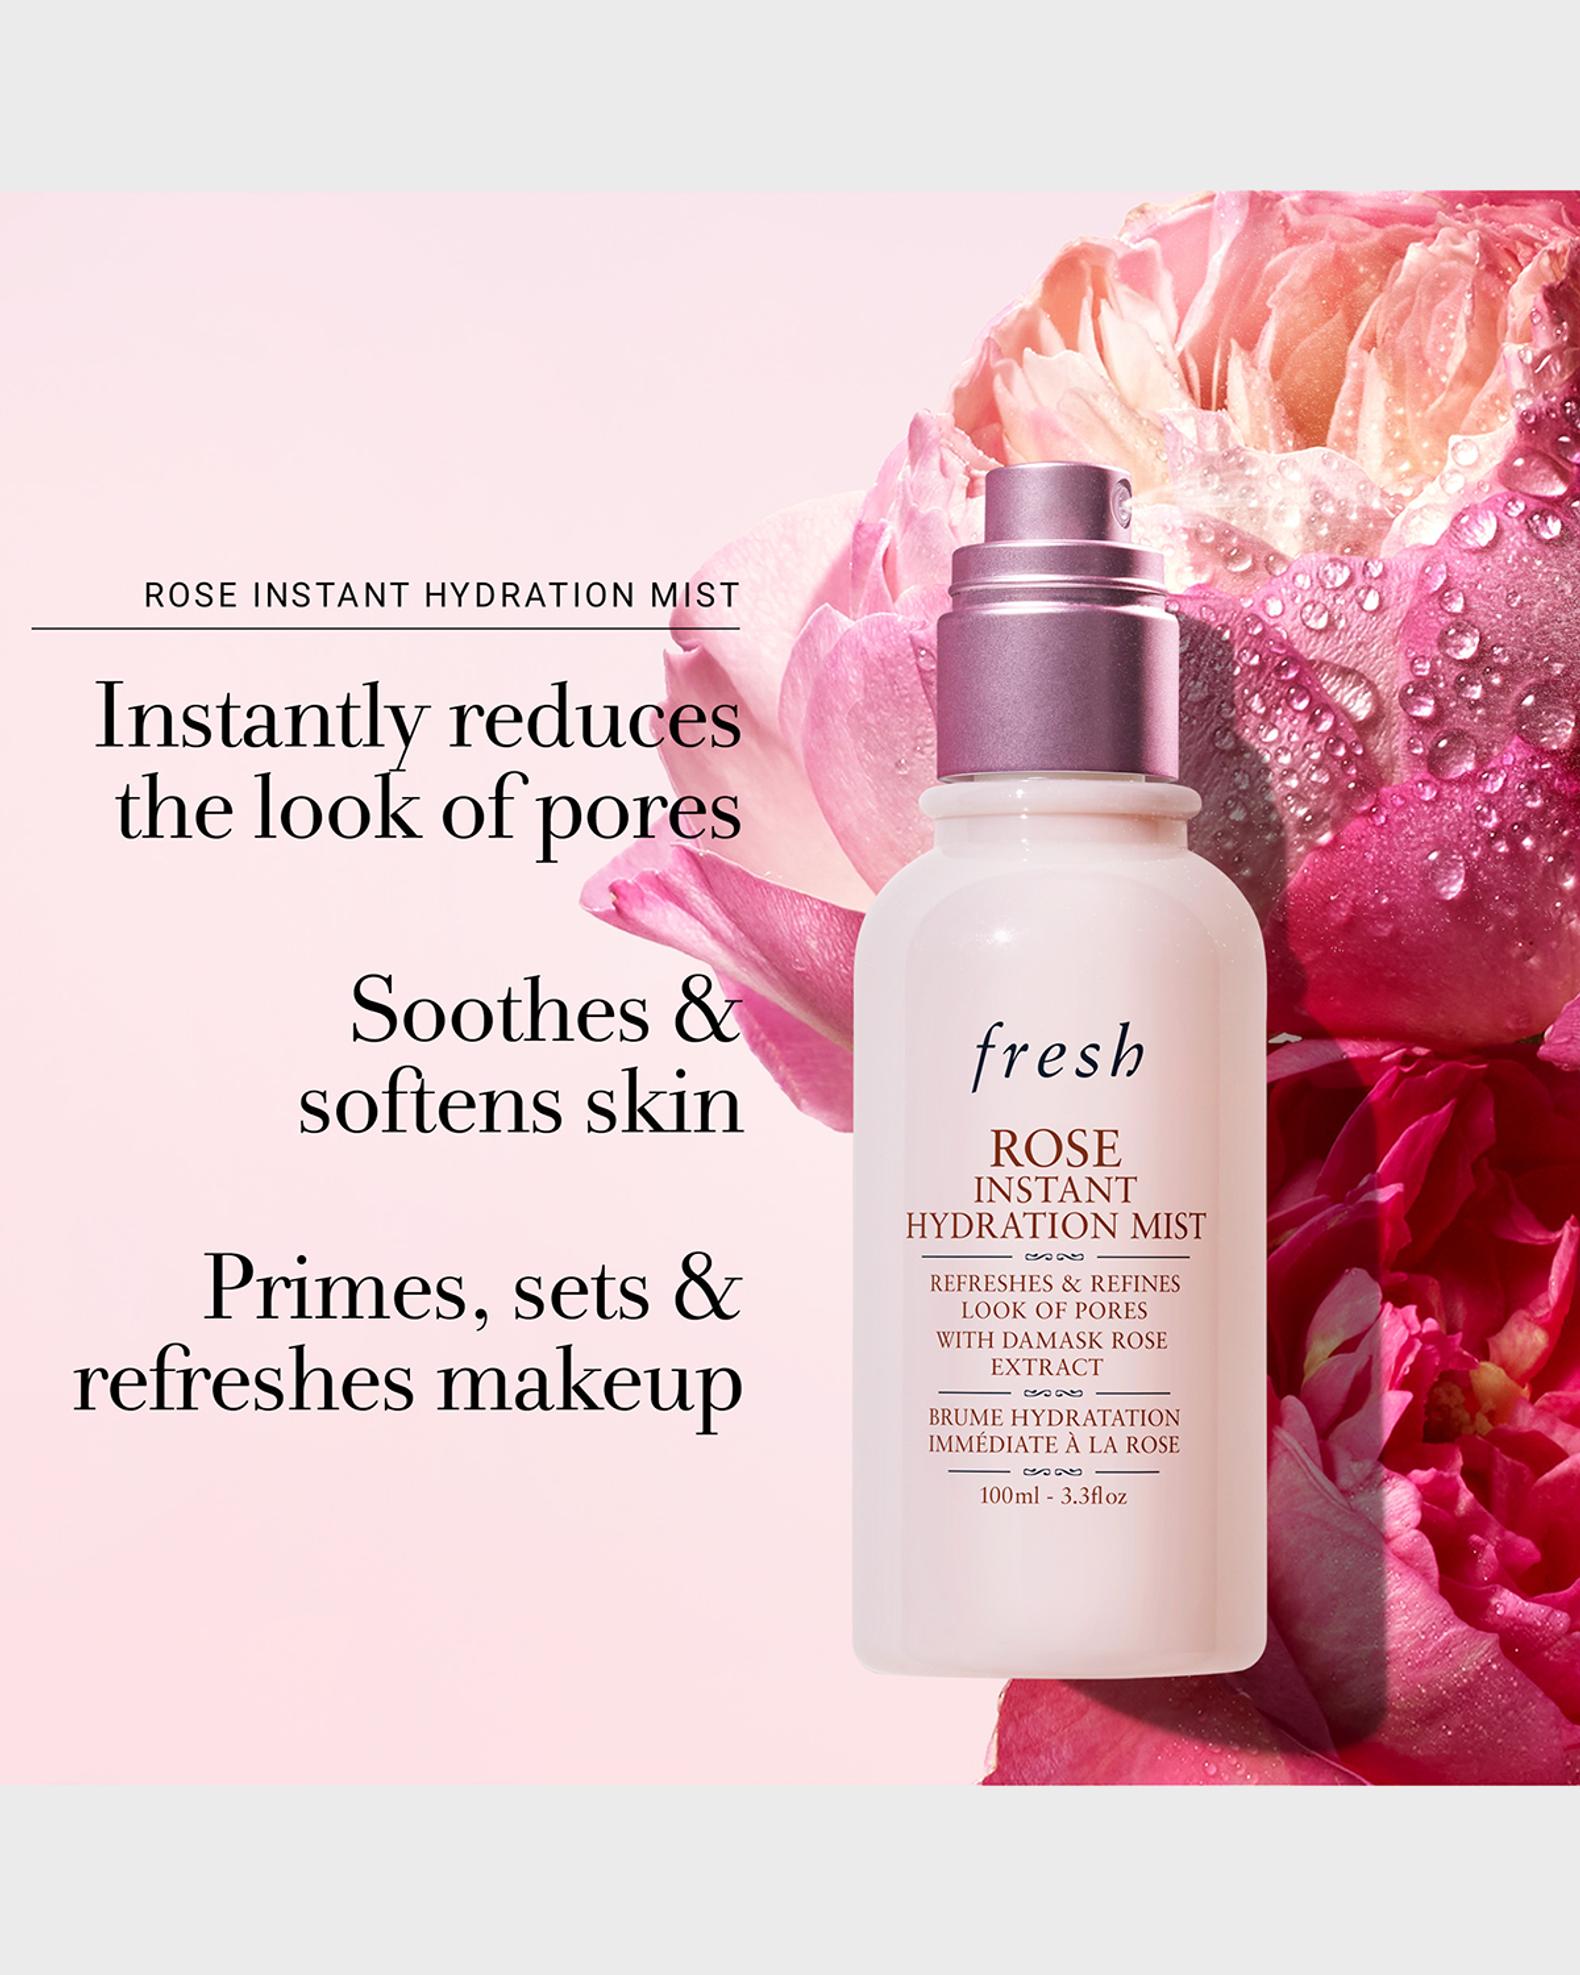 ROSE INSTANT HYDRATION MIST
Instantly reduces
the look of pores
Soothes &
softens skin
Primes, sets &
refreshes makeup
fresh
ROSE
INSTANT
HYDRATION MIST
REFRESHES & REFINES
LOOK OF PORES
WITH DAMASK ROSE
EXTRACT
BRUME HYDRATATION
IMMÉDIATE À LA ROSE
100ml - 3.3fl oz